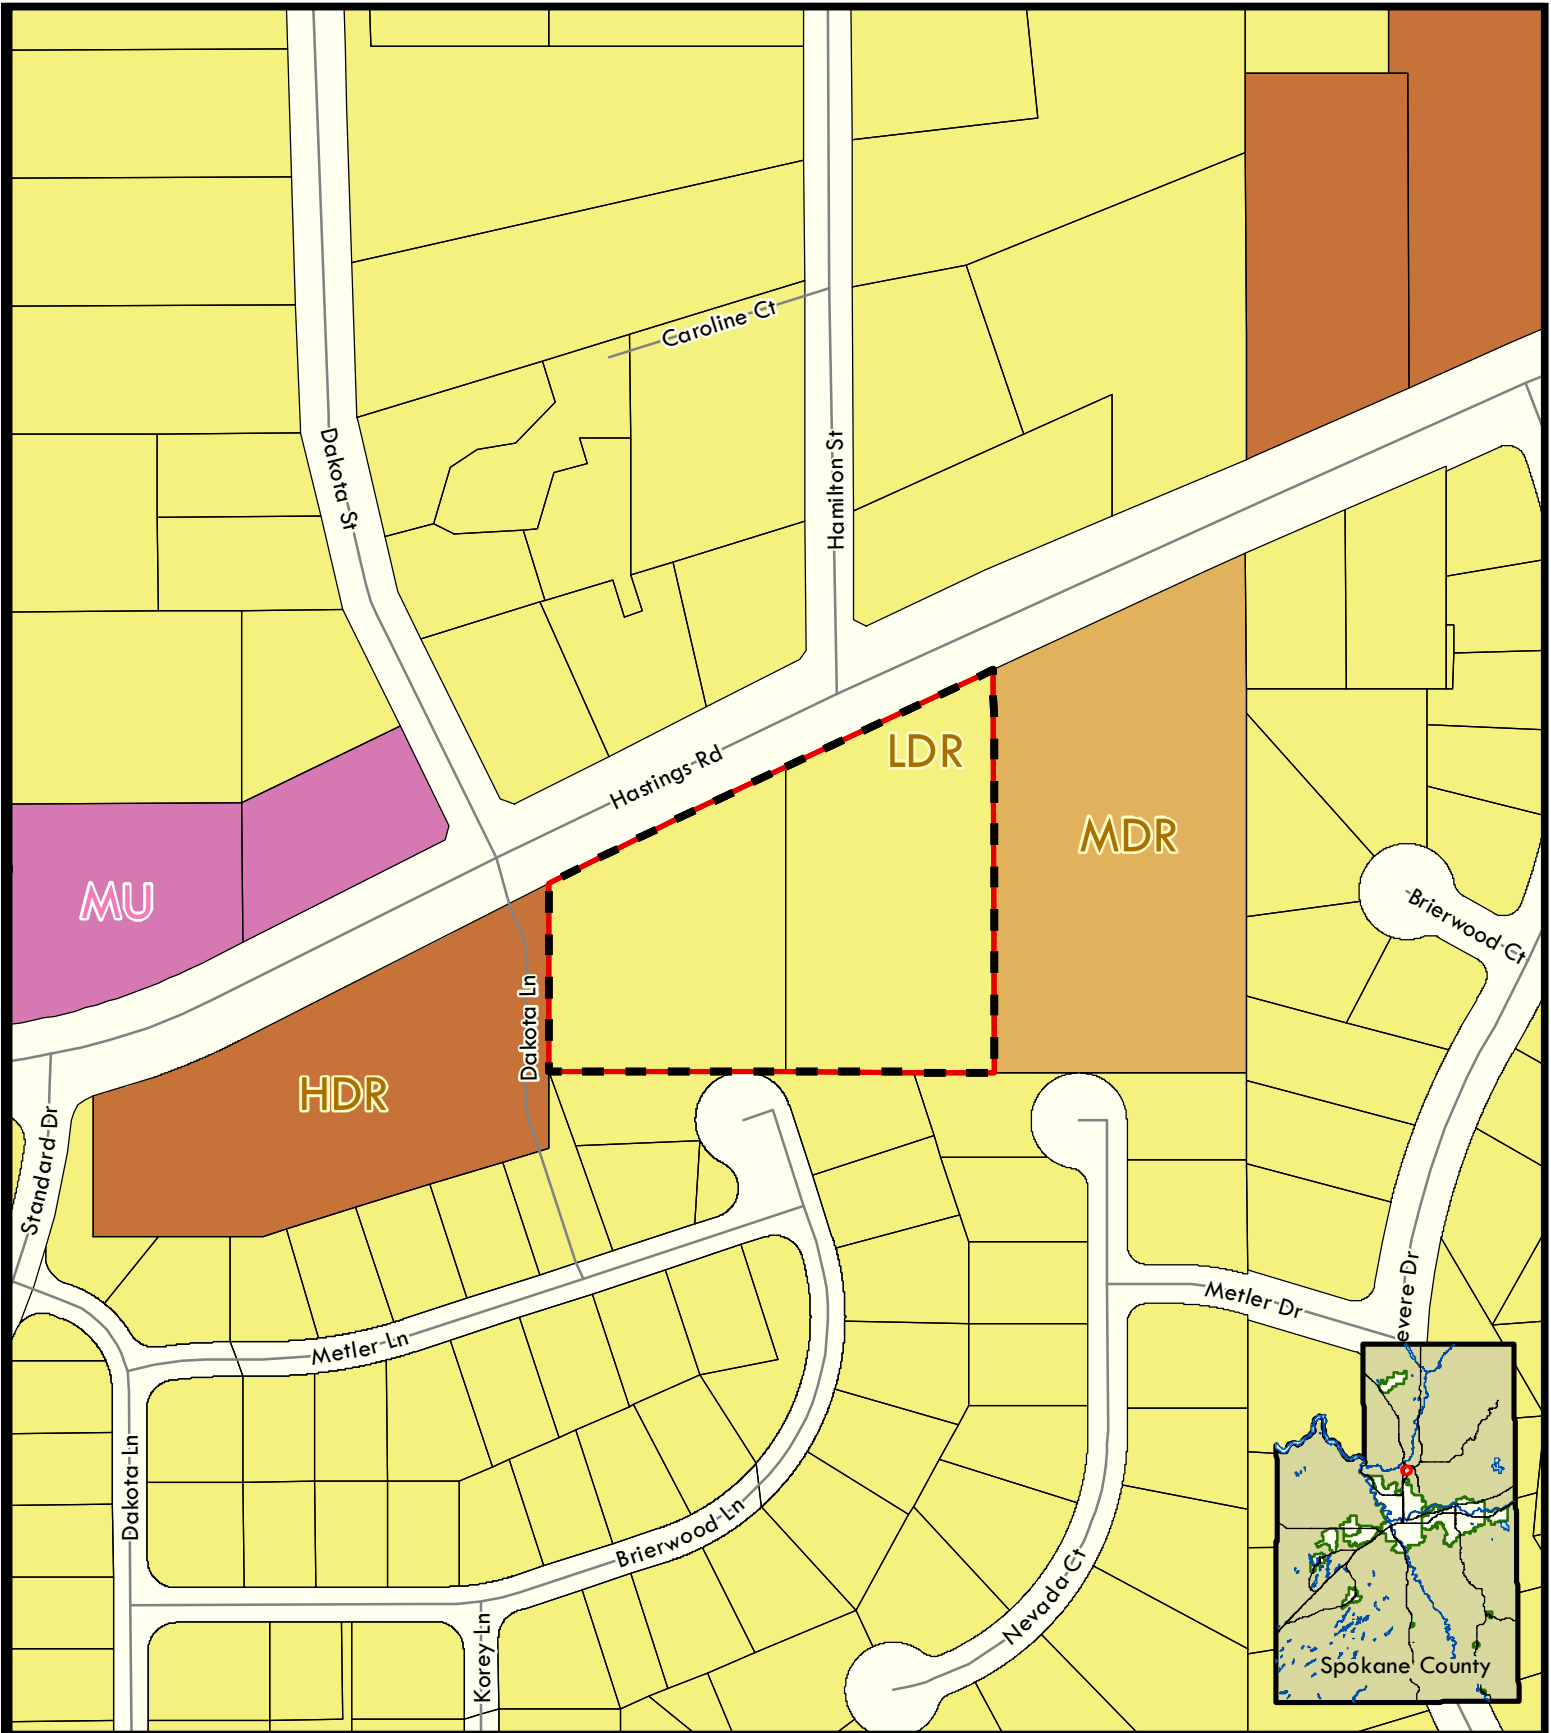 Caroline Ct
Dakota St
Hamilton St
Hastings Rd
LDR
MDR
MU
Brierwood Ct
Dakota Ln
HDR
Standard Dr
Metler Dr
evere Dr
Metler Ln
Dakota Ln
Brierwood Ln
Nevada Ct
Korey Ln
Spokane County